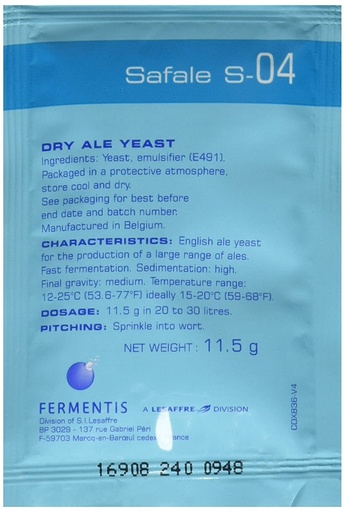 Safale S-04
DRY ALE YEAST
Ingredients: Yeast, emulsifier (E491).
Packaged in a protective atmosphere,
store cool and dry.
See packaging for best before
end date and batch number.
Manufactured in Belgium.
CHARACTERISTICS: English ale yeast
for the production of a large range of ales.
Fast fermentation. Sedimentation: high.
Final gravity: medium. Temperature range:
12-25°C (53.6-77°F) ideally 15-20°C (59-68°F).
DOSAGE: 11.5 g in 20 to 30 litres.
PITCHING: Sprinkle into wort.
NET WEIGHT: 11.5 g
FERMENTIS
A LESAFFRE DIVISION
Division of S.I.Lesaffre
BP 3029 - 137 rue Gabriel Péri
F-59703 Marcq-en-Barœul cedex
COX836-V4
16908 240 0948